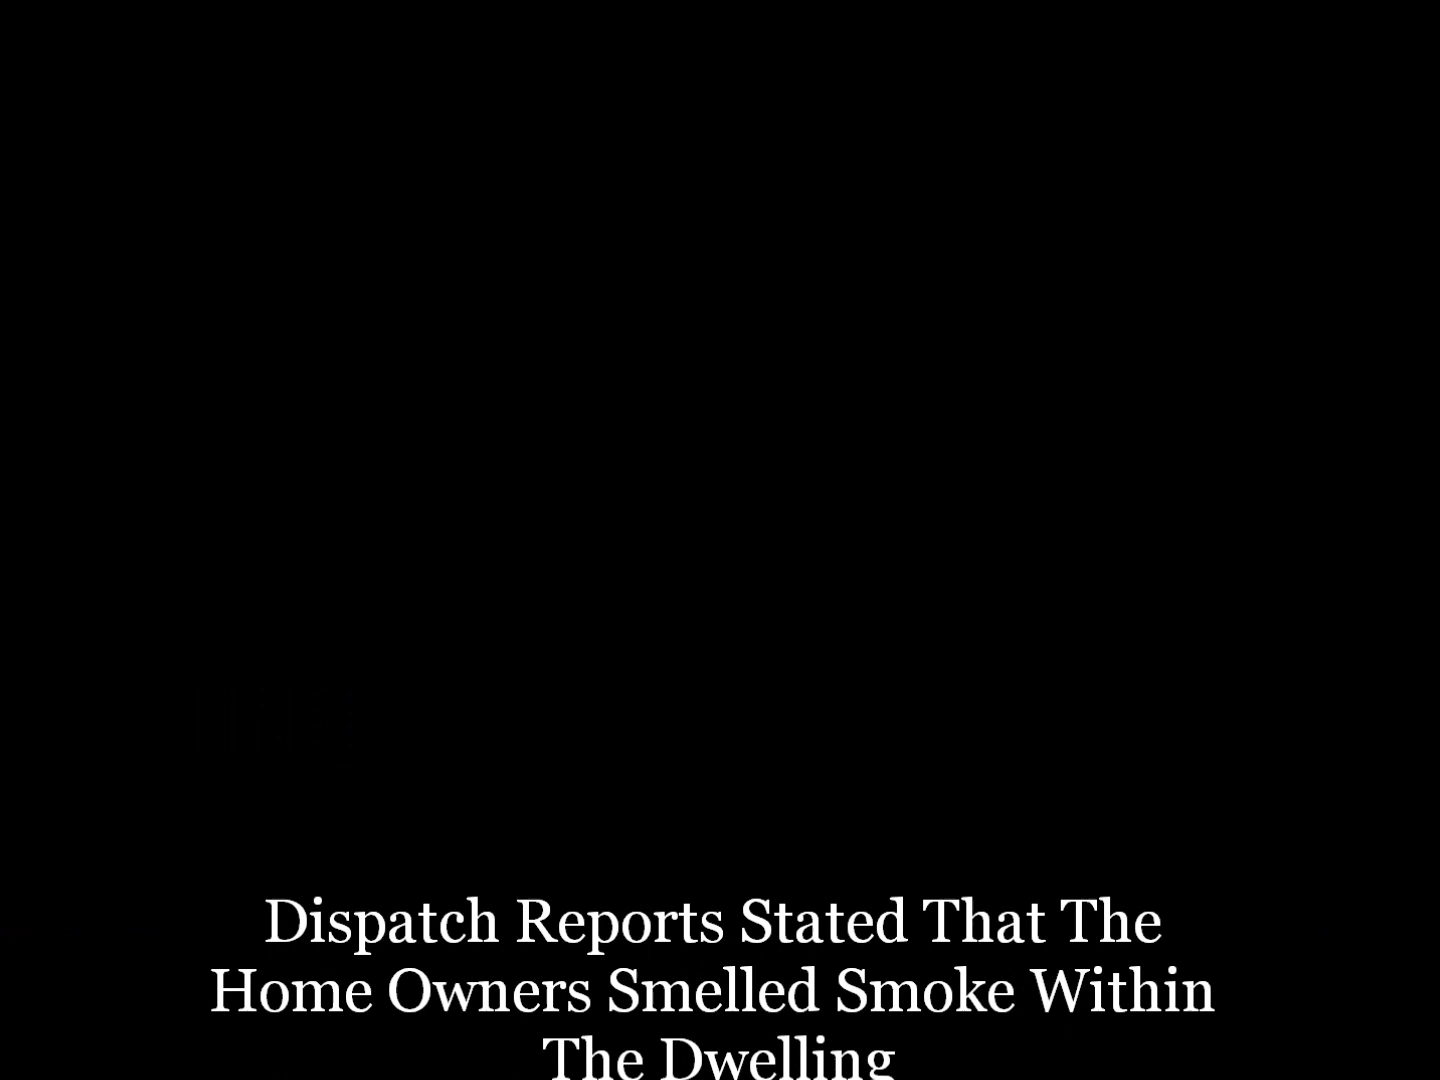 Dispatch Reports Stated That The
Home Owners Smelled Smoke Within
The Dwelling